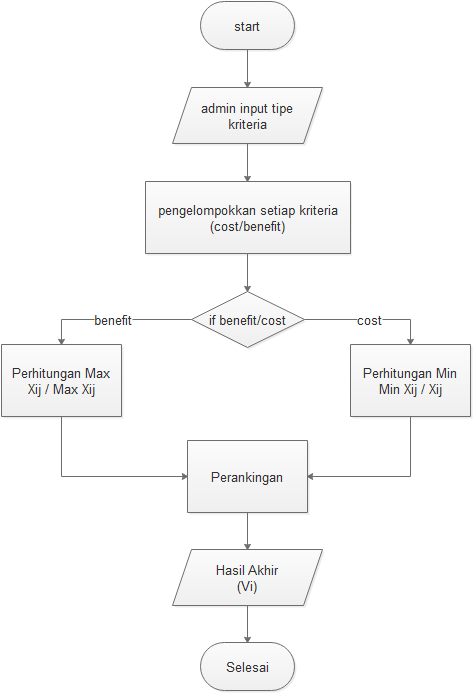 start
admin input tipe
kriteria
pengelompokkan setiap kriteria
(cost/benefit)
benefit
if benefit/cost
cost
Perhitungan Max
Xij / Max Xij
Perhitungan Min
Min Xij / Xij
Perankingan
Hasil Akhir
(Vi)
Selesai